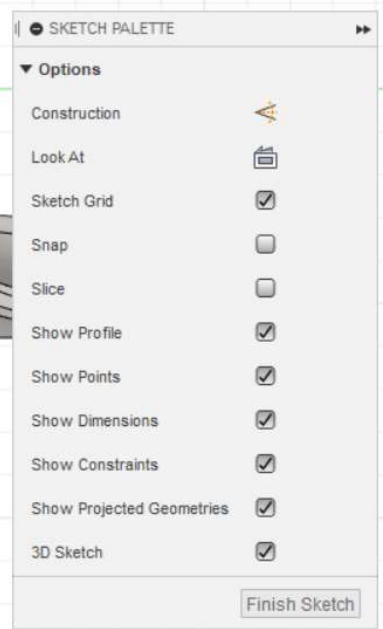 SKETCH PALETTE
Options
Construction
Look At
Sketch Grid
Snap
Slice
Show Profile
Show Points
Show Dimensions
Show Constraints
Show Projected Geometries
3D Sketch
Finish Sketch